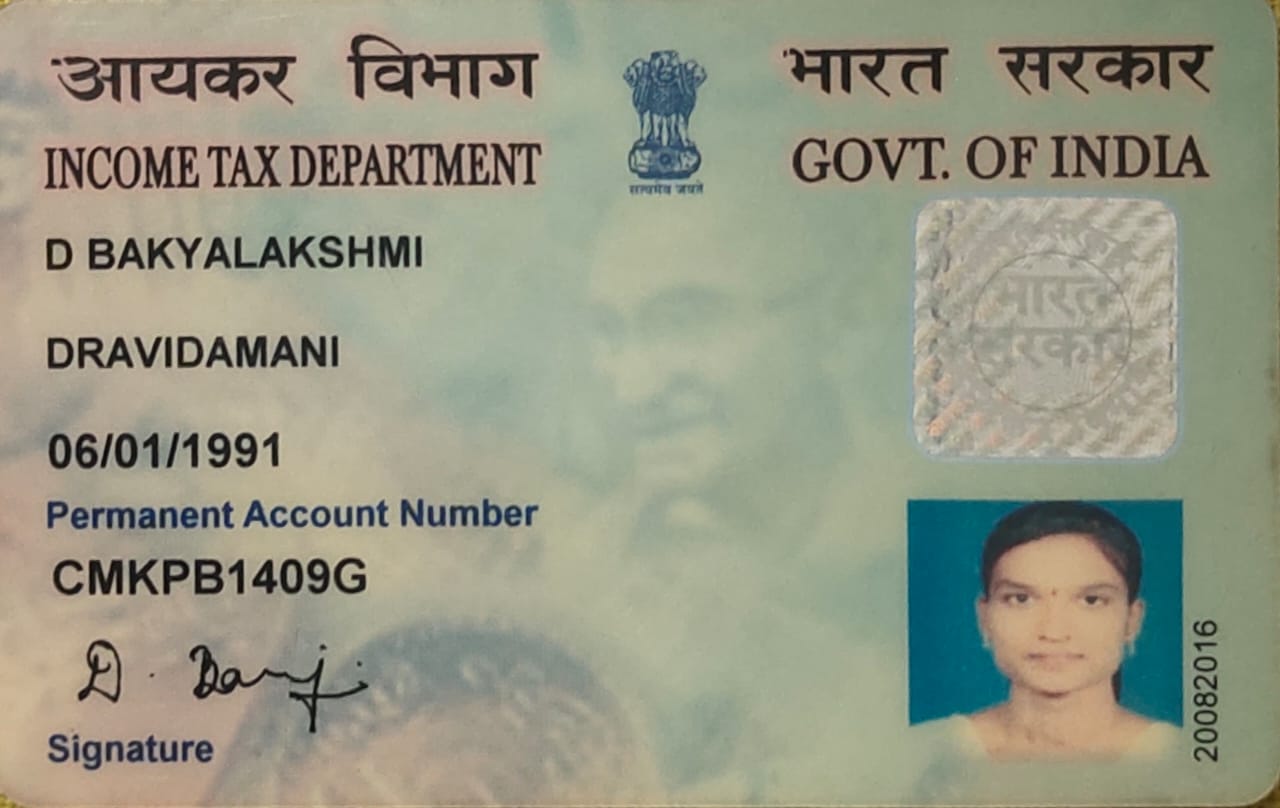 आयकर विभाग
भारत सरकार
INCOME TAX DEPARTMENT
GOVT. OF INDIA
सत्यमेव जयते
D BAKYALAKSHMI
भारत
सरकार
DRAVIDAMANI
06/01/1991
Permanent Account Number
CMKPB1409G
Signature
20082016